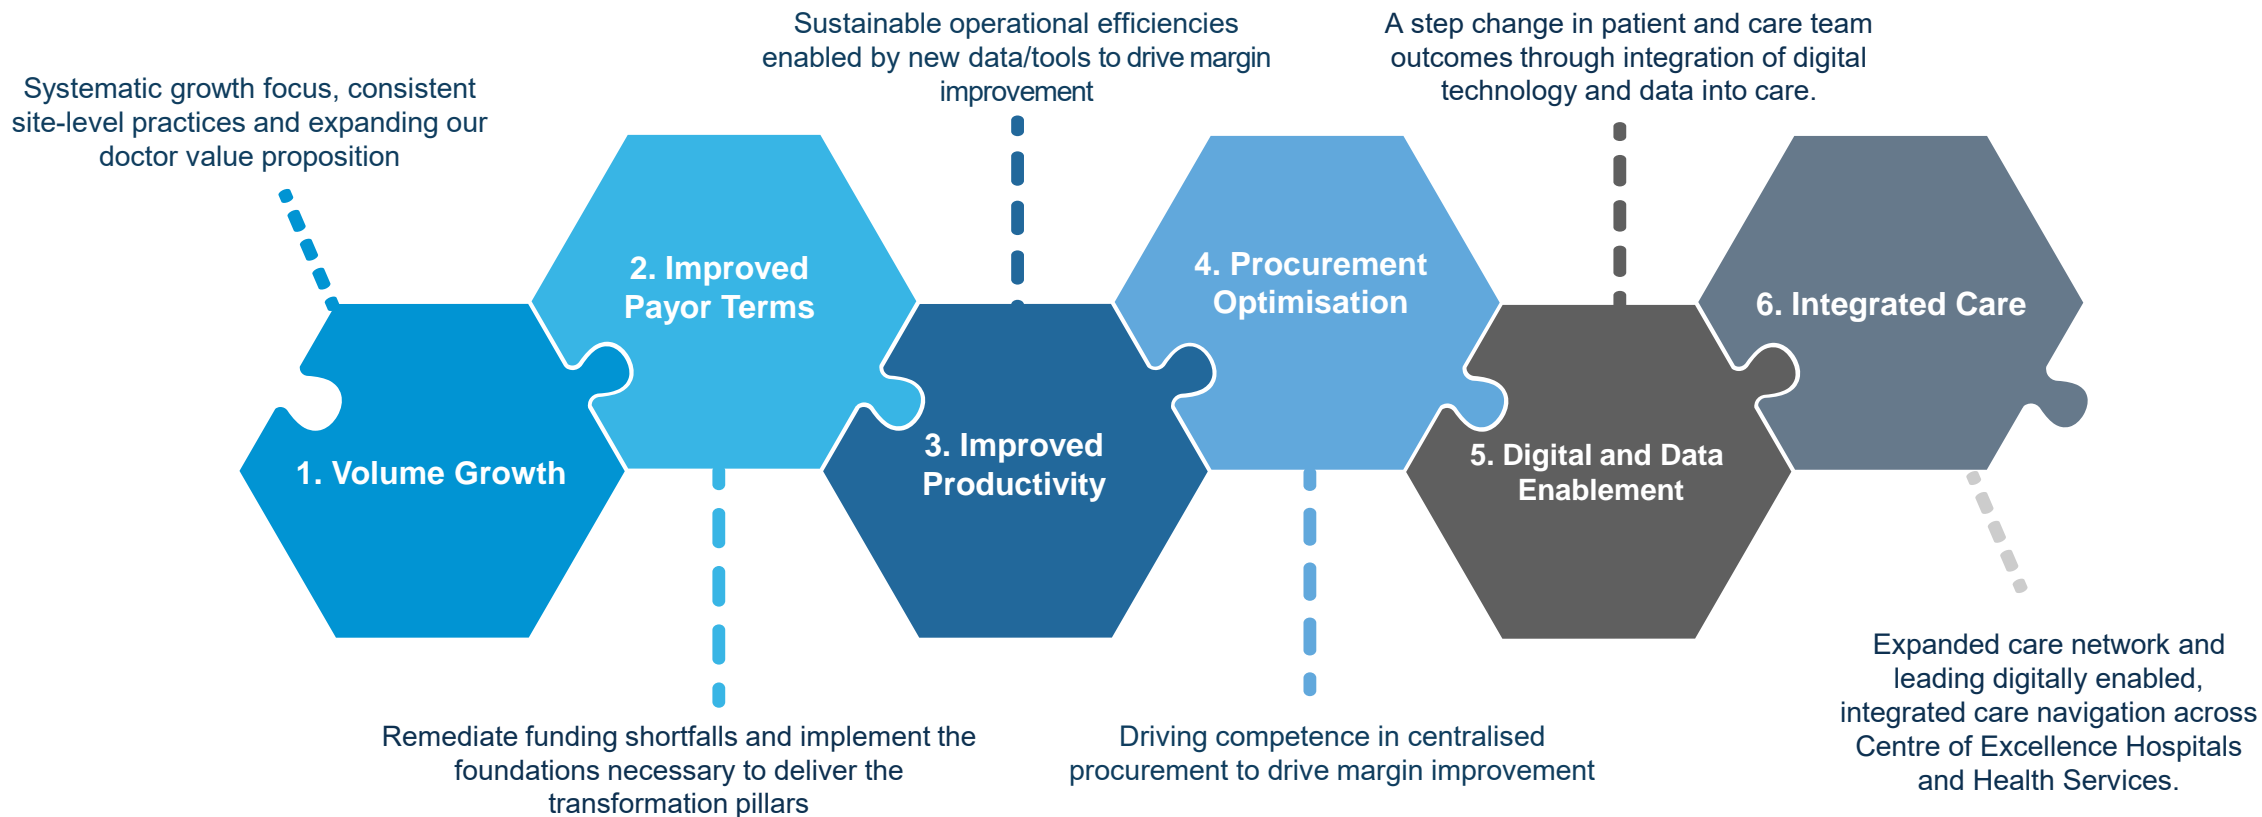 Systematic growth focus, consistent
site-level practices and expanding our
doctor value proposition
1. Volume Growth
2. Improved
Payor Terms
Remediate funding shortfalls and implement the
foundations necessary to deliver the
transformation pillars
Sustainable operational efficiencies
enabled by new data/tools to drive margin
improvement
3. Improved
Productivity
4. Procurement
Optimisation
Driving competence in centralised
procurement to drive margin improvement
A step change in patient and care team
outcomes through integration of digital
technology and data into care.
5. Digital and Data
Enablement
6. Integrated Care
Expanded care network and
leading digitally enabled,
integrated care navigation across
Centre of Excellence Hospitals
and Health Services.